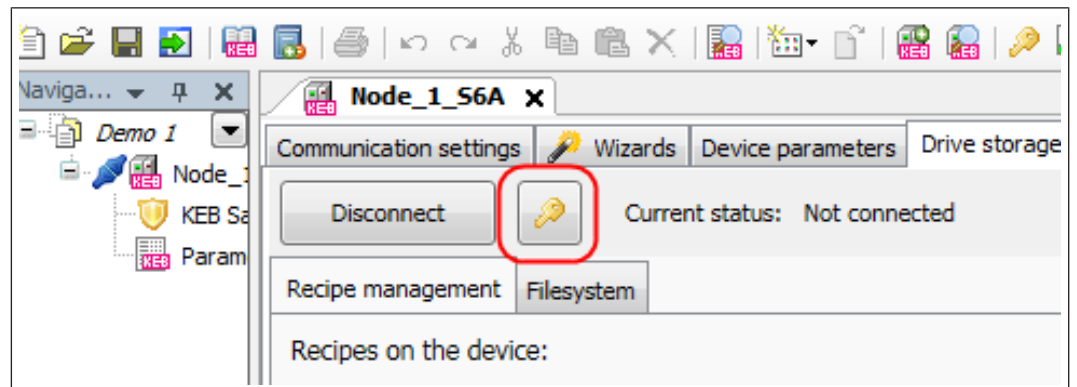 Naviga...
Node_1_S6A
Demo 1
Communication settings Wizards Device parameters Drive storage
Node_1
KEB Sa
Disconnect Current status: Not connected
Param
Recipe management Filesystem
Recipes on the device: